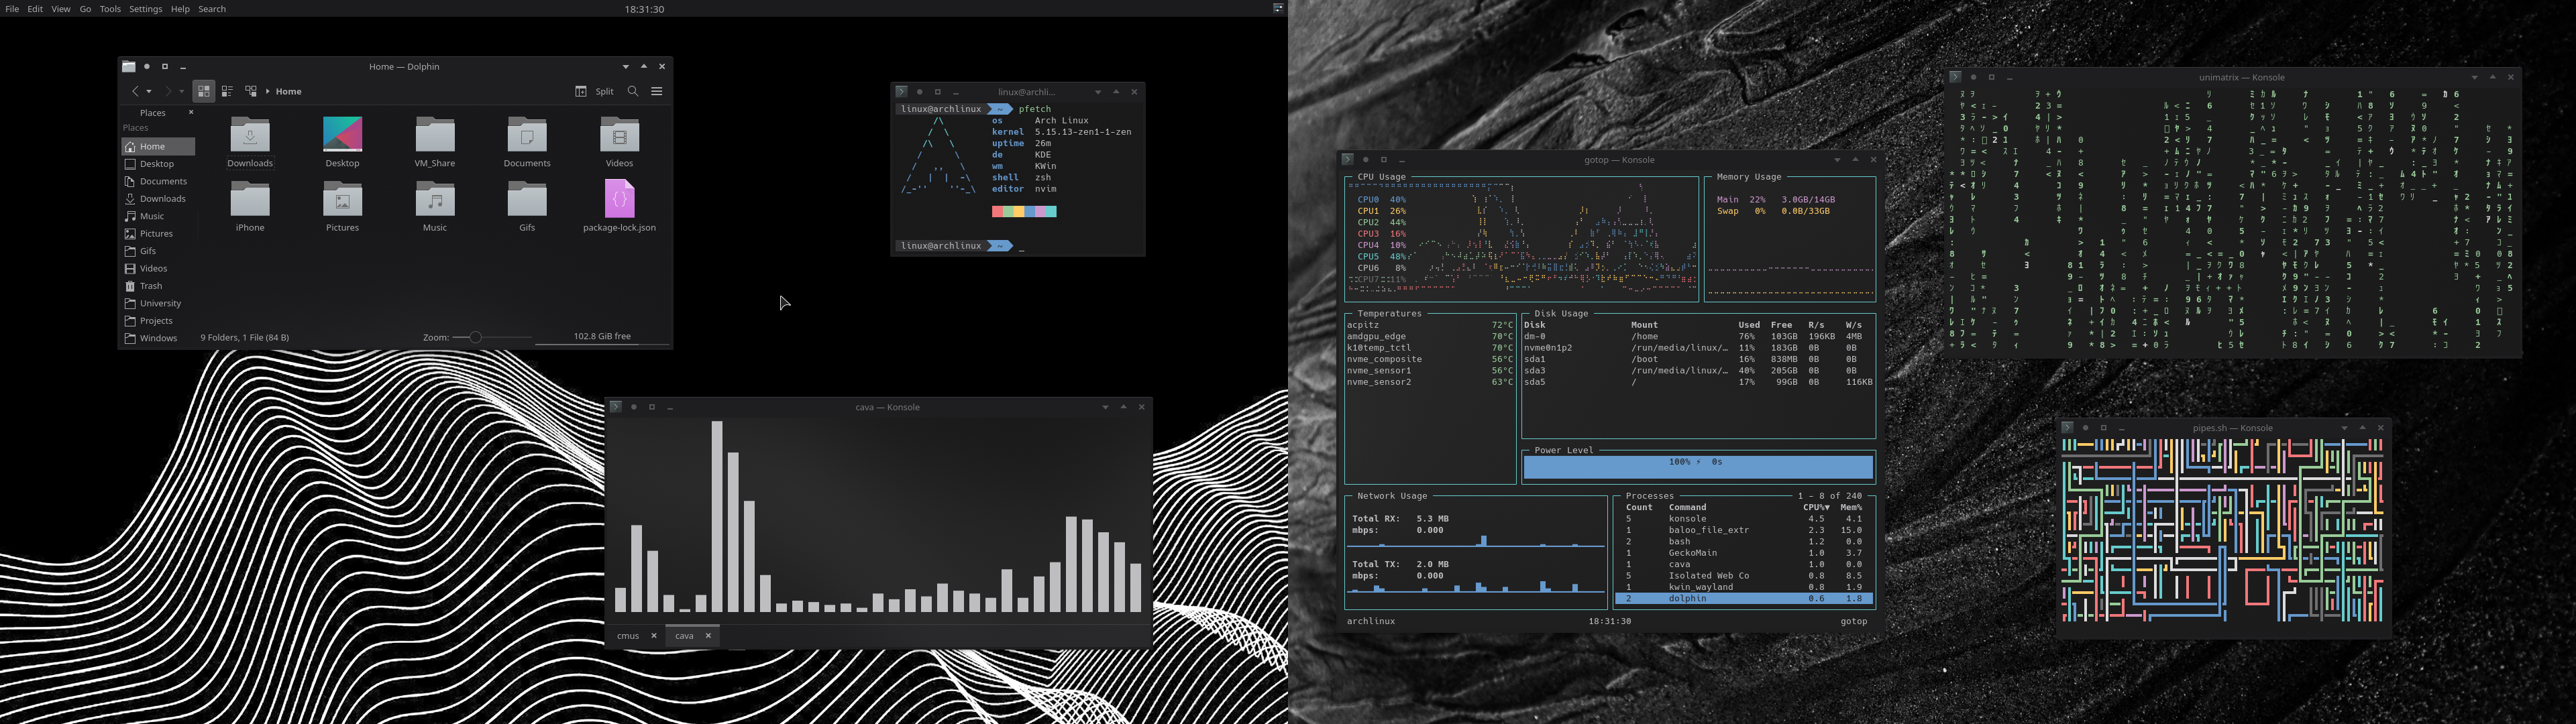 File Edit View Go Tools Settings Help Search
18:31:30
Home — Dolphin
Home
Split
Places
Places
Home
Desktop
Documents
Downloads
Music
Pictures
Gifs
Videos
Trash
University
Projects
Windows
Downloads Desktop VM_Share Documents Videos
iPhone Pictures Music Gifs package-lock.json
9 Folders, 1 File (84 B)
Zoom:
102.8 GiB free
linux@archli...
linux@archlinux ~ pfetch
os Arch Linux
kernel 5.15.13-zen1-1-zen
uptime 26m
de KDE
wm KWin
shell zsh
editor nvim
linux@archlinux ~ _
cava — Konsole
cmus
cava
gotop — Konsole
CPU Usage
CPU0 40%
CPU1 26%
CPU2 44%
CPU3 16%
CPU4 10%
CPU5 48%
CPU6 8%
CPU7 11%
Memory Usage
Main 22% 3.0GB/14GB
Swap 0% 0.0B/33GB
Temperatures
acpitz 72°C
amdgpu_edge 70°C
k10temp_tctl 70°C
nvme_composite 56°C
nvme_sensor1 56°C
nvme_sensor2 63°C
Disk Usage
Disk Mount Used Free R/s W/s
dm-0 /home 76% 103GB 196KB 4MB
nvme0n1p2 /run/media/linux/… 11% 183GB 0B 0B
sda1 /boot 16% 838MB 0B 0B
sda3 /run/media/linux/… 40% 205GB 0B 0B
sda5 / 17% 99GB 0B 116KB
Power Level
100% ⚡ 0s
Network Usage
Total RX: 5.3 MB
mbps: 0.000
Total TX: 2.0 MB
mbps: 0.000
Processes 1 - 8 of 240
Count Command CPU%▼ Mem%
5 konsole 4.5 4.1
1 baloo_file_extr 2.3 15.0
2 bash 1.2 0.0
1 GeckoMain 1.0 3.7
1 cava 1.0 0.0
5 Isolated Web Co 0.8 8.5
1 kwin_wayland 0.8 1.9
2 dolphin 0.6 1.8
archlinux 18:31:30 gotop
unimatrix — Konsole
pipes.sh — Konsole